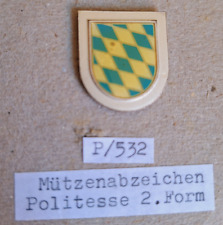 P/532
Mützenabzeichen
Politesse 2.Form